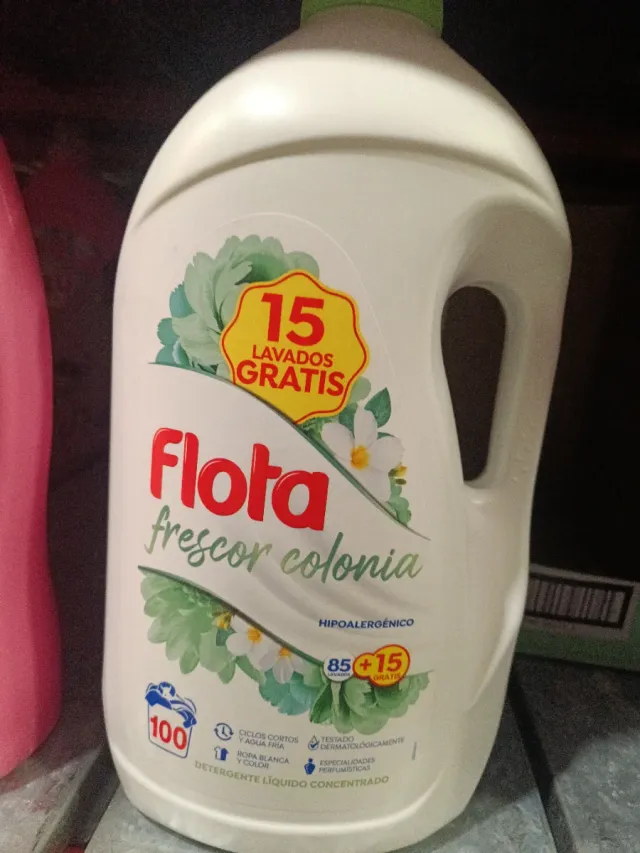 15
LAVADOS
GRATIS
Flota
frescor colonia
HIPOALERGÉNICO
85
LAVADOS
+15
GRATIS
100
CICLOS CORTOS
Y AGUA FRÍA
TESTADO
DERMATOLÓGICAMENTE
ROPA BLANCA
Y COLOR
ESPECIALIDADES
PERFUMÍSTICAS
DETERGENTE LÍQUIDO CONCENTRADO